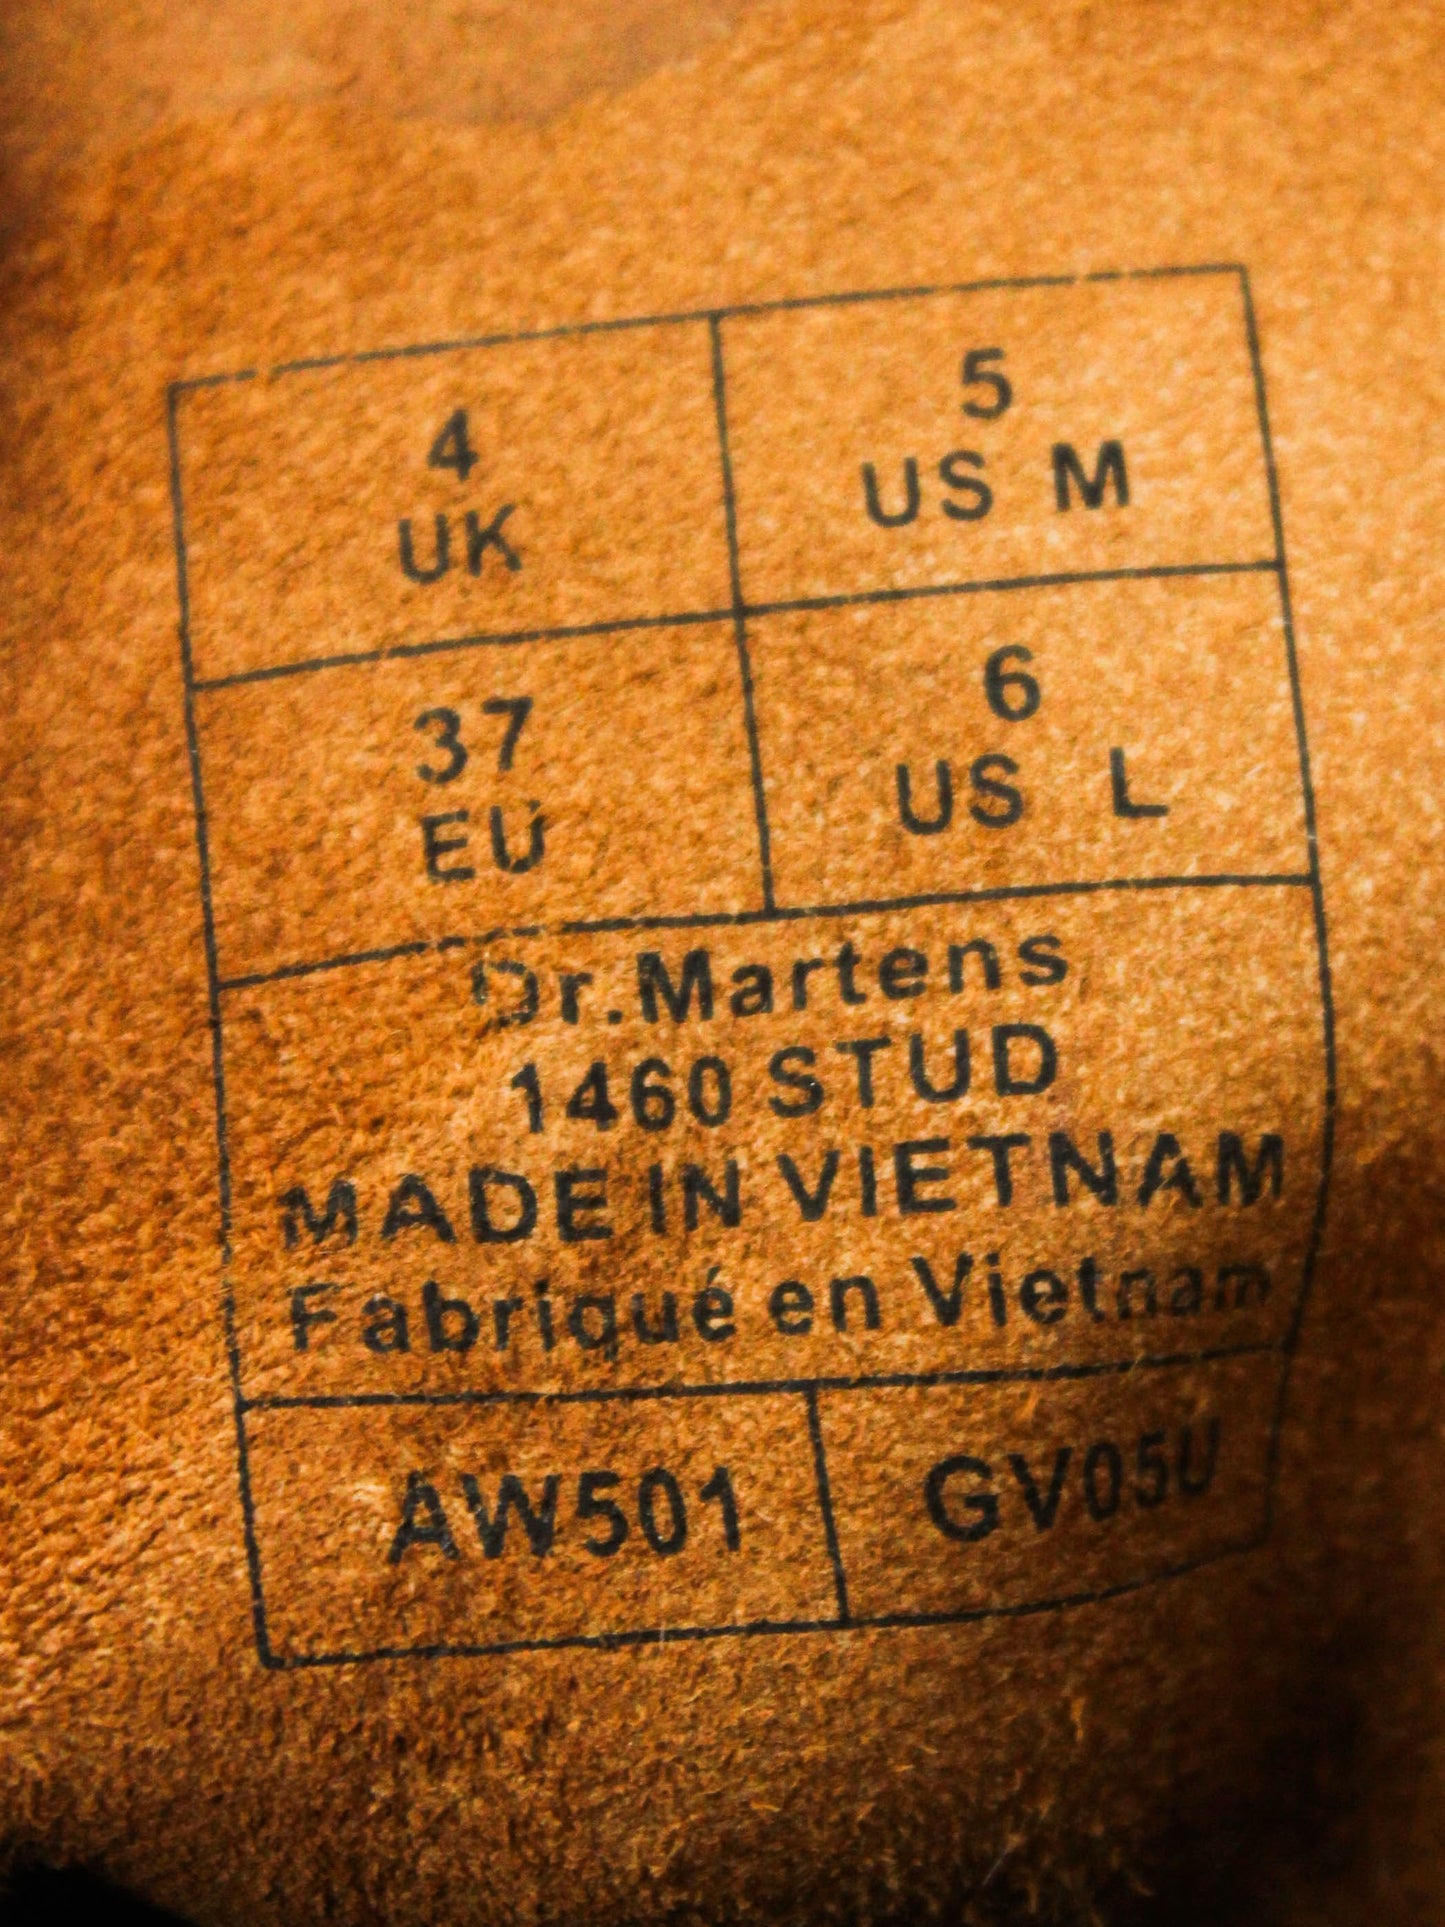 4
UK
5
US M
37
EU
6
US L
Dr.Martens
1460 STUD
MADE IN VIETNAM
Fabriqué en Vietnam
AW501
GV05U